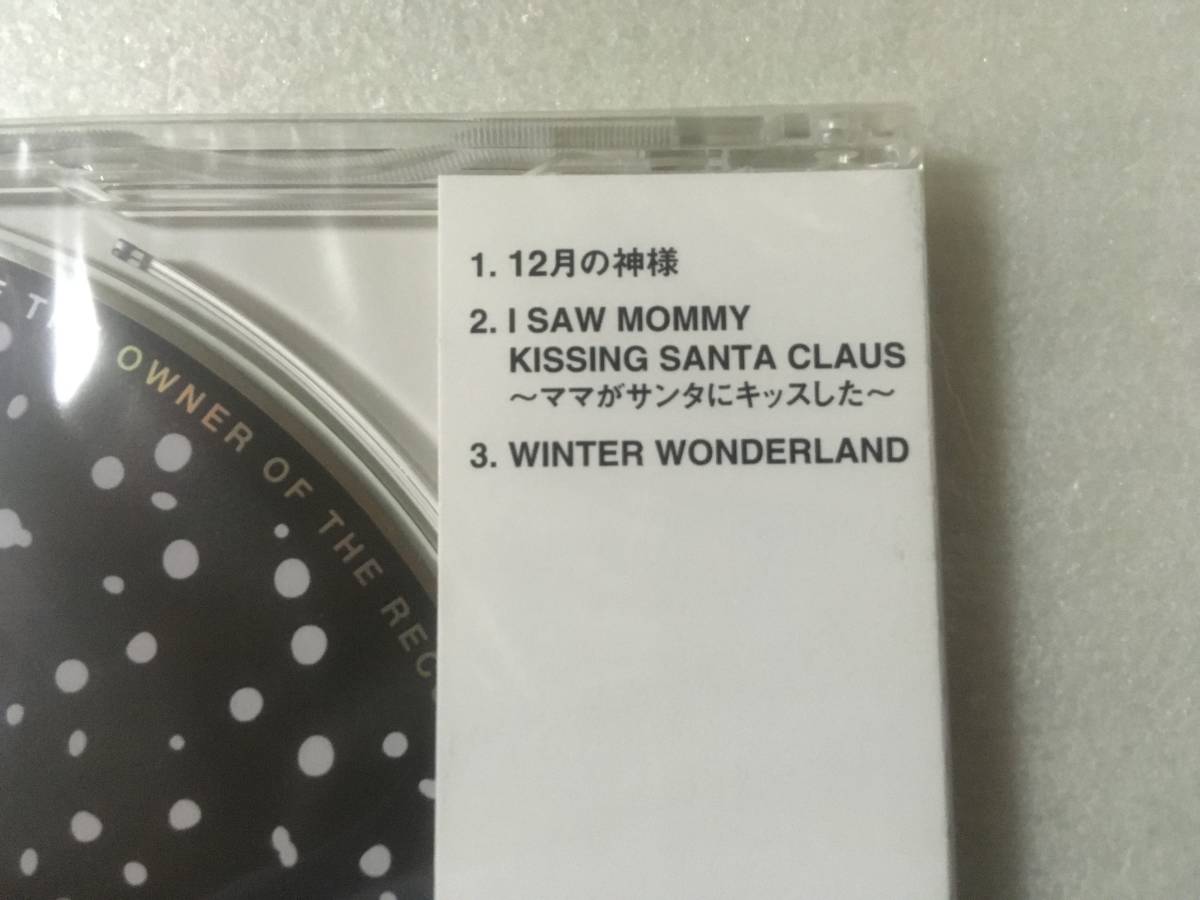 1. 12月の神様
2. I SAW MOMMY
KISSING SANTA CLAUS
～ママがサンタにキッスした～
3. WINTER WONDERLAND
OWNER OF THE